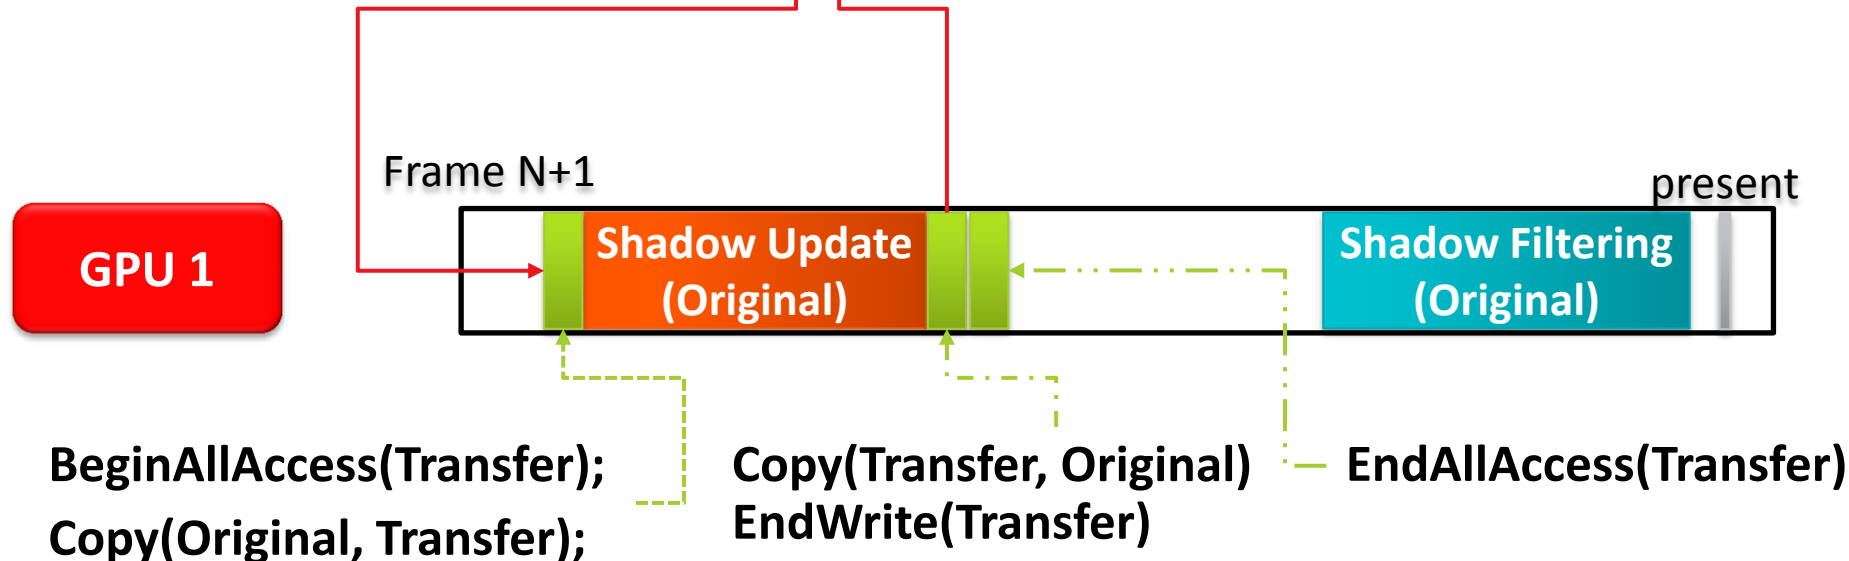 Frame N+1
present
GPU 1
Shadow Update
(Original)
Shadow Filtering
(Original)
BeginAllAccess(Transfer);
Copy(Original, Transfer);
Copy(Transfer, Original)
EndWrite(Transfer)
EndAllAccess(Transfer)